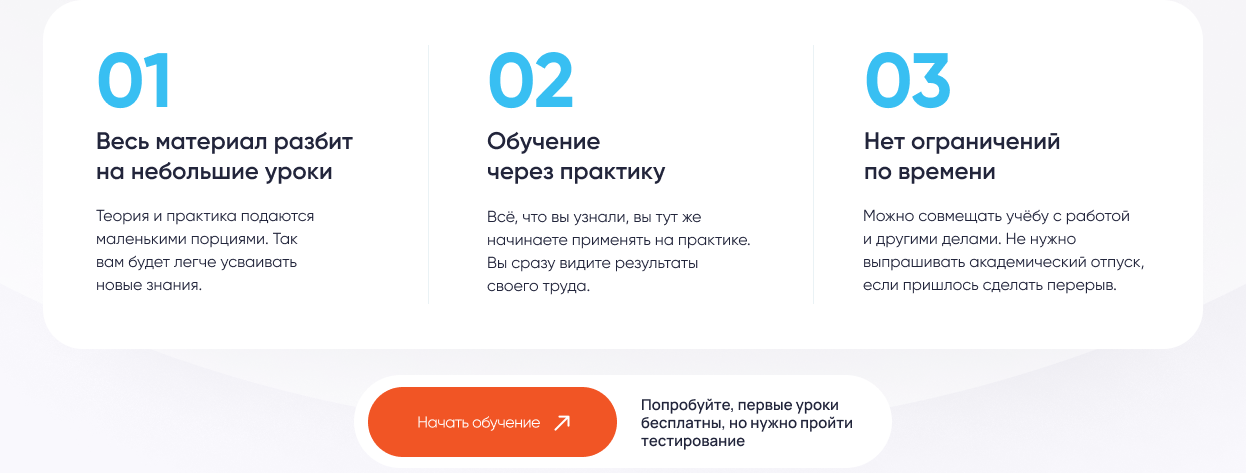 01
Весь материал разбит
на небольшие уроки
Теория и практика подаются
маленькими порциями. Так
вам будет легче усваивать
новые знания.
02
Обучение
через практику
Всё, что вы узнали, вы тут же
начинаете применять на практике.
Вы сразу видите результаты
своего труда.
03
Нет ограничений
по времени
Можно совмещать учёбу с работой
и другими делами. Не нужно
выпрашивать академический отпуск,
если пришлось сделать перерыв.
Начать обучение
Попробуйте, первые уроки
бесплатны, но нужно пройти
тестирование